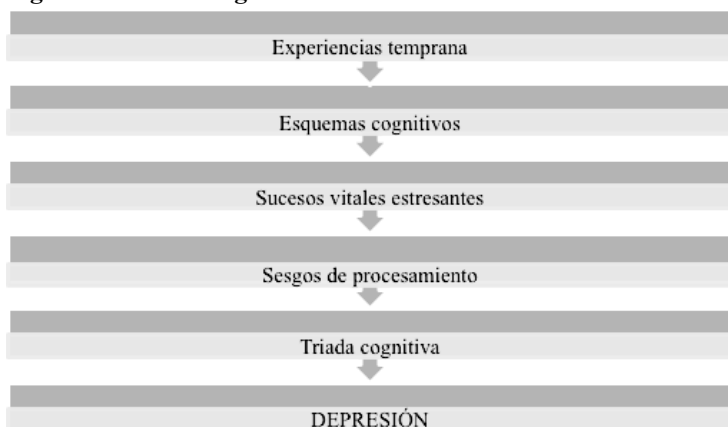 Experiencias temprana
Esquemas cognitivos
Sucesos vitales estresantes
Sesgos de procesamiento
Triada cognitiva
DEPRESIÓN